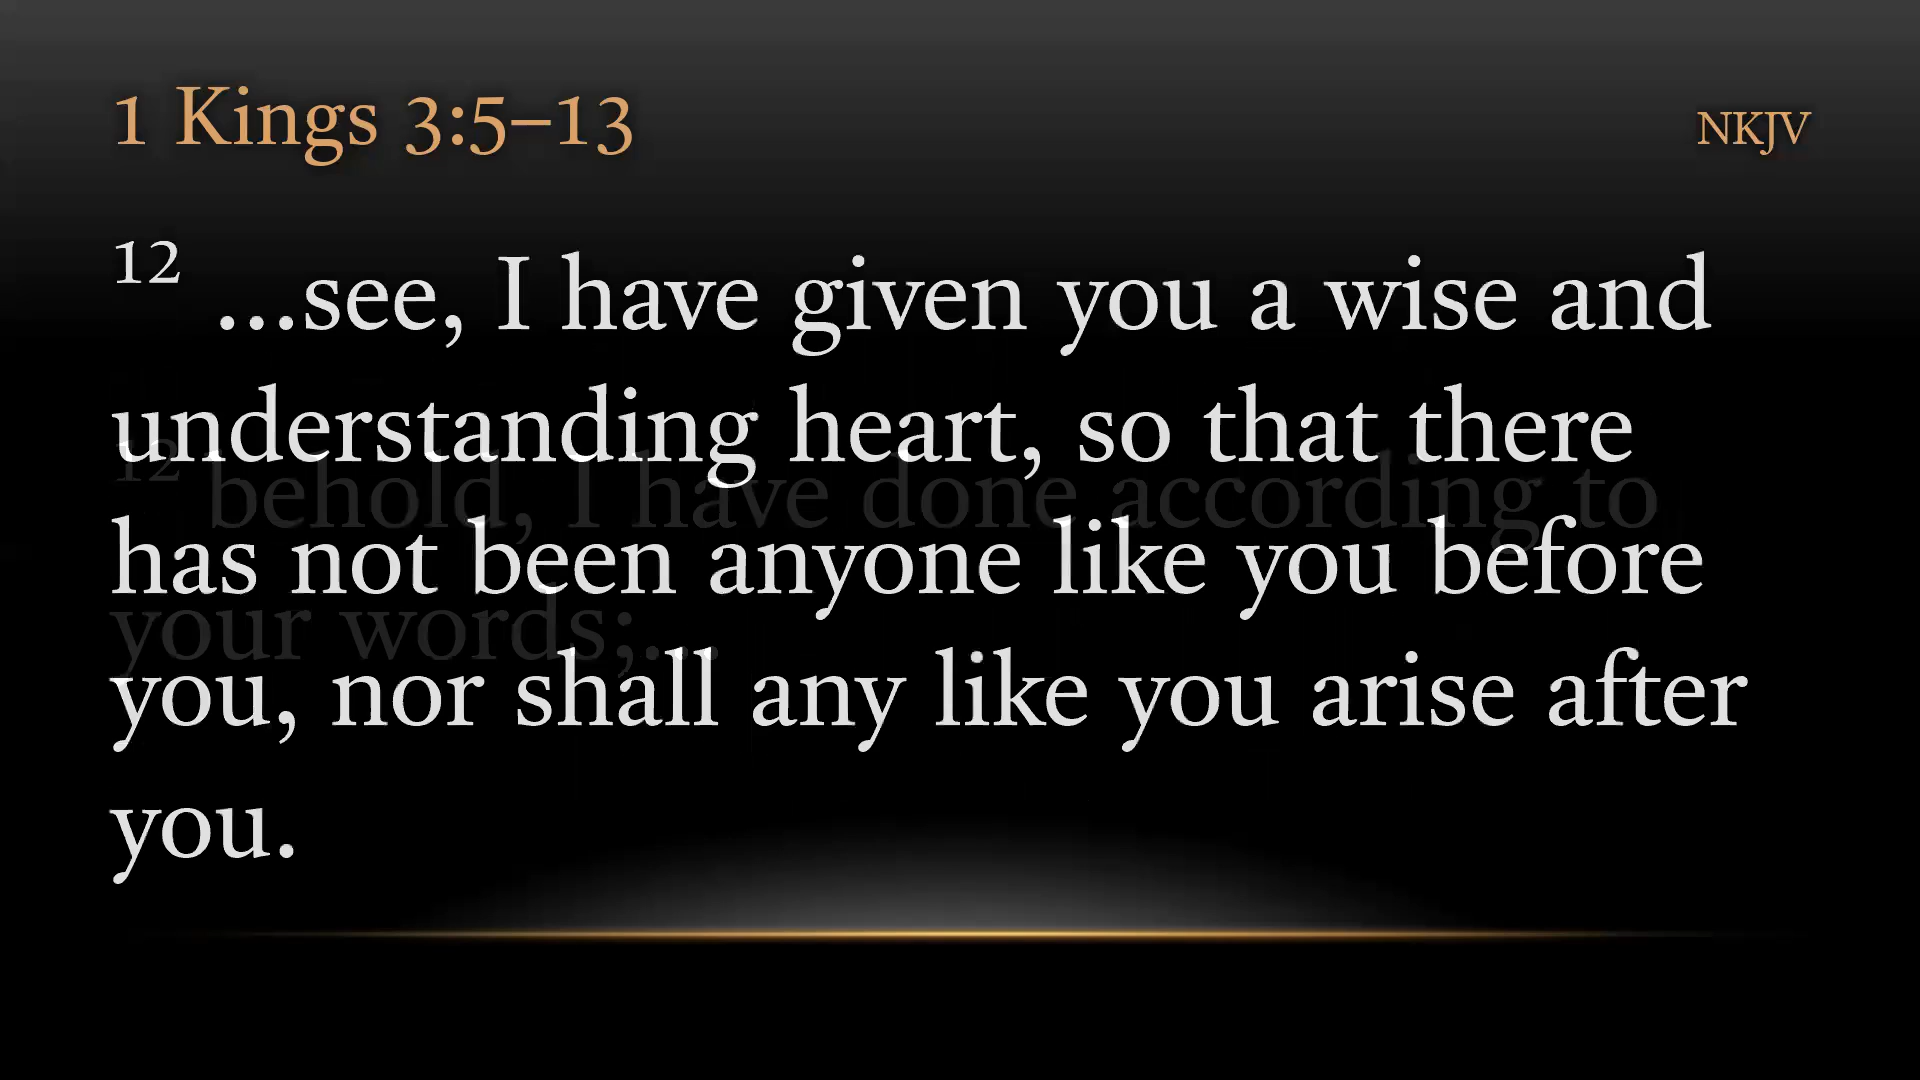 1 Kings 3:5–13
NKJV
12 ...see, I have given you a wise and
understanding heart, so that there
12 behold, I have done according to
has not been anyone like you before
your words;...
you, nor shall any like you arise after
you.